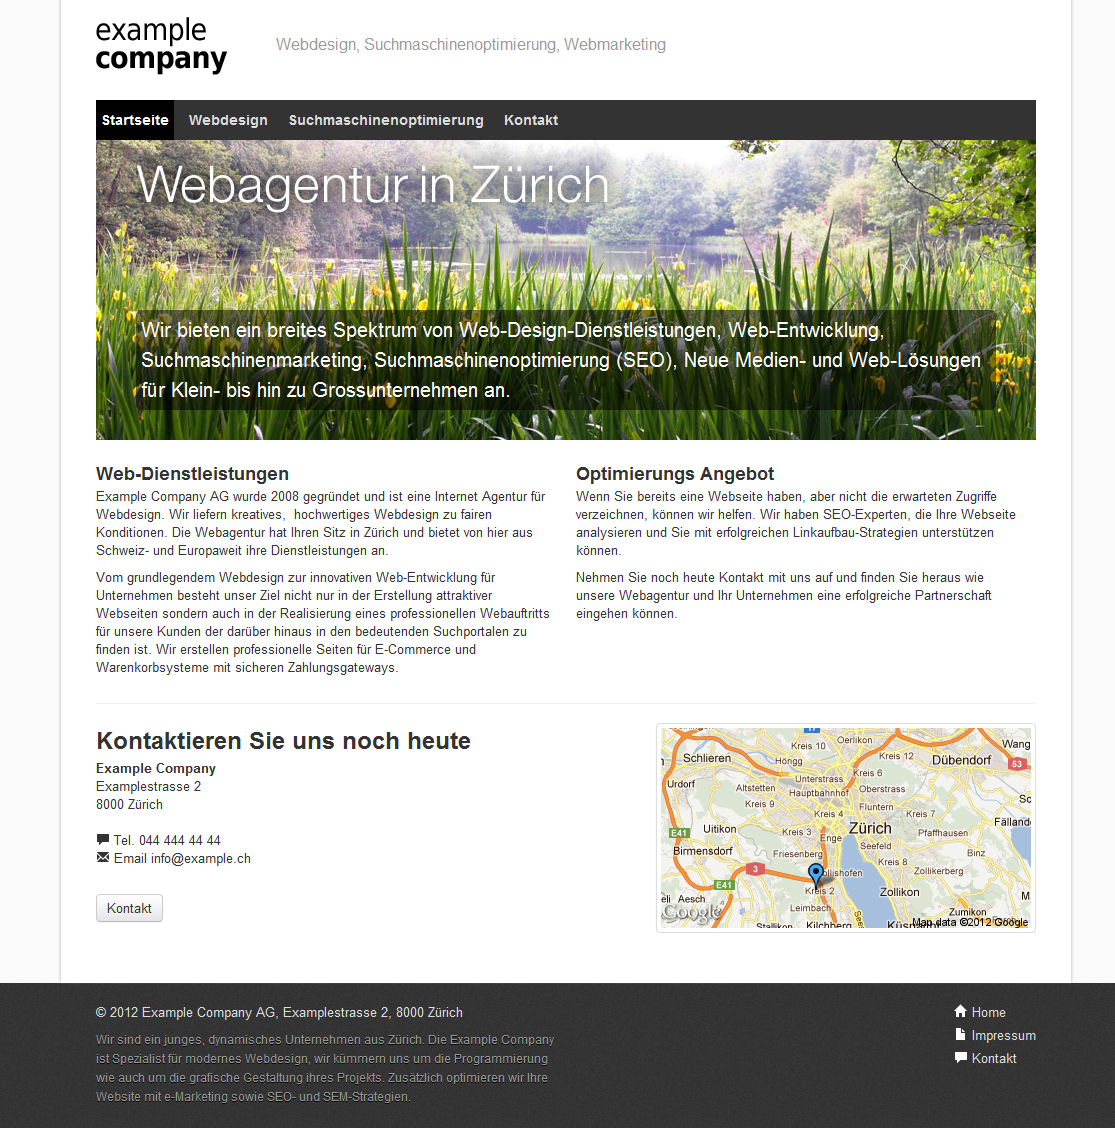 example
company
Webdesign, Suchmaschinenoptimierung, Webmarketing
Startseite Webdesign Suchmaschinenoptimierung Kontakt
Webagentur in Zürich
Wir bieten ein breites Spektrum von Web-Design-Dienstleistungen, Web-Entwicklung,
Suchmaschinenmarketing, Suchmaschinenoptimierung (SEO), Neue Medien- und Web-Lösungen
für Klein- bis hin zu Grossunternehmen an.
Web-Dienstleistungen
Example Company AG wurde 2008 gegründet und ist eine Internet Agentur für
Webdesign. Wir liefern kreatives, hochwertiges Webdesign zu fairen
Konditionen. Die Webagentur hat Ihren Sitz in Zürich und bietet von hier aus
Schweiz- und Europaweit ihre Dienstleistungen an.
Vom grundlegendem Webdesign zur innovativen Web-Entwicklung für
Unternehmen besteht unser Ziel nicht nur in der Erstellung attraktiver
Webseiten sondern auch in der Realisierung eines professionellen Webauftritts
für unsere Kunden der darüber hinaus in den bedeutenden Suchportalen zu
finden ist. Wir erstellen professionelle Seiten für E-Commerce und
Warenkorbsysteme mit sicheren Zahlungsgateways.
Optimierungs Angebot
Wenn Sie bereits eine Webseite haben, aber nicht die erwarteten Zugriffe
verzeichnen, können wir helfen. Wir haben SEO-Experten, die Ihre Webseite
analysieren und Sie mit erfolgreichen Linkaufbau-Strategien unterstützen
können.
Nehmen Sie noch heute Kontakt mit uns auf und finden Sie heraus wie
unsere Webagentur und Ihr Unternehmen eine erfolgreiche Partnerschaft
eingehen können.
Kontaktieren Sie uns noch heute
Example Company
Examplestrasse 2
8000 Zürich
Tel. 044 444 44 44
Email info@example.ch
Kontakt
17
Oerlikon
Wang
Kreis 10
Schlieren
Höngg
Kreis 12
Dübendorf
53
Kreis 6
Unterstrass
Urdorf
Altstetten
Hauptbahnhof
Oberstrass
Sc
Kreis 9
Kreis 4
Fluntern
Fällande
E41
Uitikon
Kreis 3
Zürich
Kreis 7
Pfaffhausen
Enge
Seefeld
Birmensdorf
Friesenberg
Binz
Kreis 8
3
ollishofen
Zollikerberg
E41
Kreis 2
Zollikon
eli
Aesch
Leimbach
Zumikon
Google
Stallikon
Kilchberg
Map data ©2012 Google
© 2012 Example Company AG, Examplestrasse 2, 8000 Zürich
Wir sind ein junges, dynamisches Unternehmen aus Zürich. Die Example Company
ist Spezialist für modernes Webdesign, wir kümmern uns um die Programmierung
wie auch um die grafische Gestaltung ihres Projekts. Zusätzlich optimieren wir Ihre
Website mit e-Marketing sowie SEO- und SEM-Strategien.
Home
Impressum
Kontakt